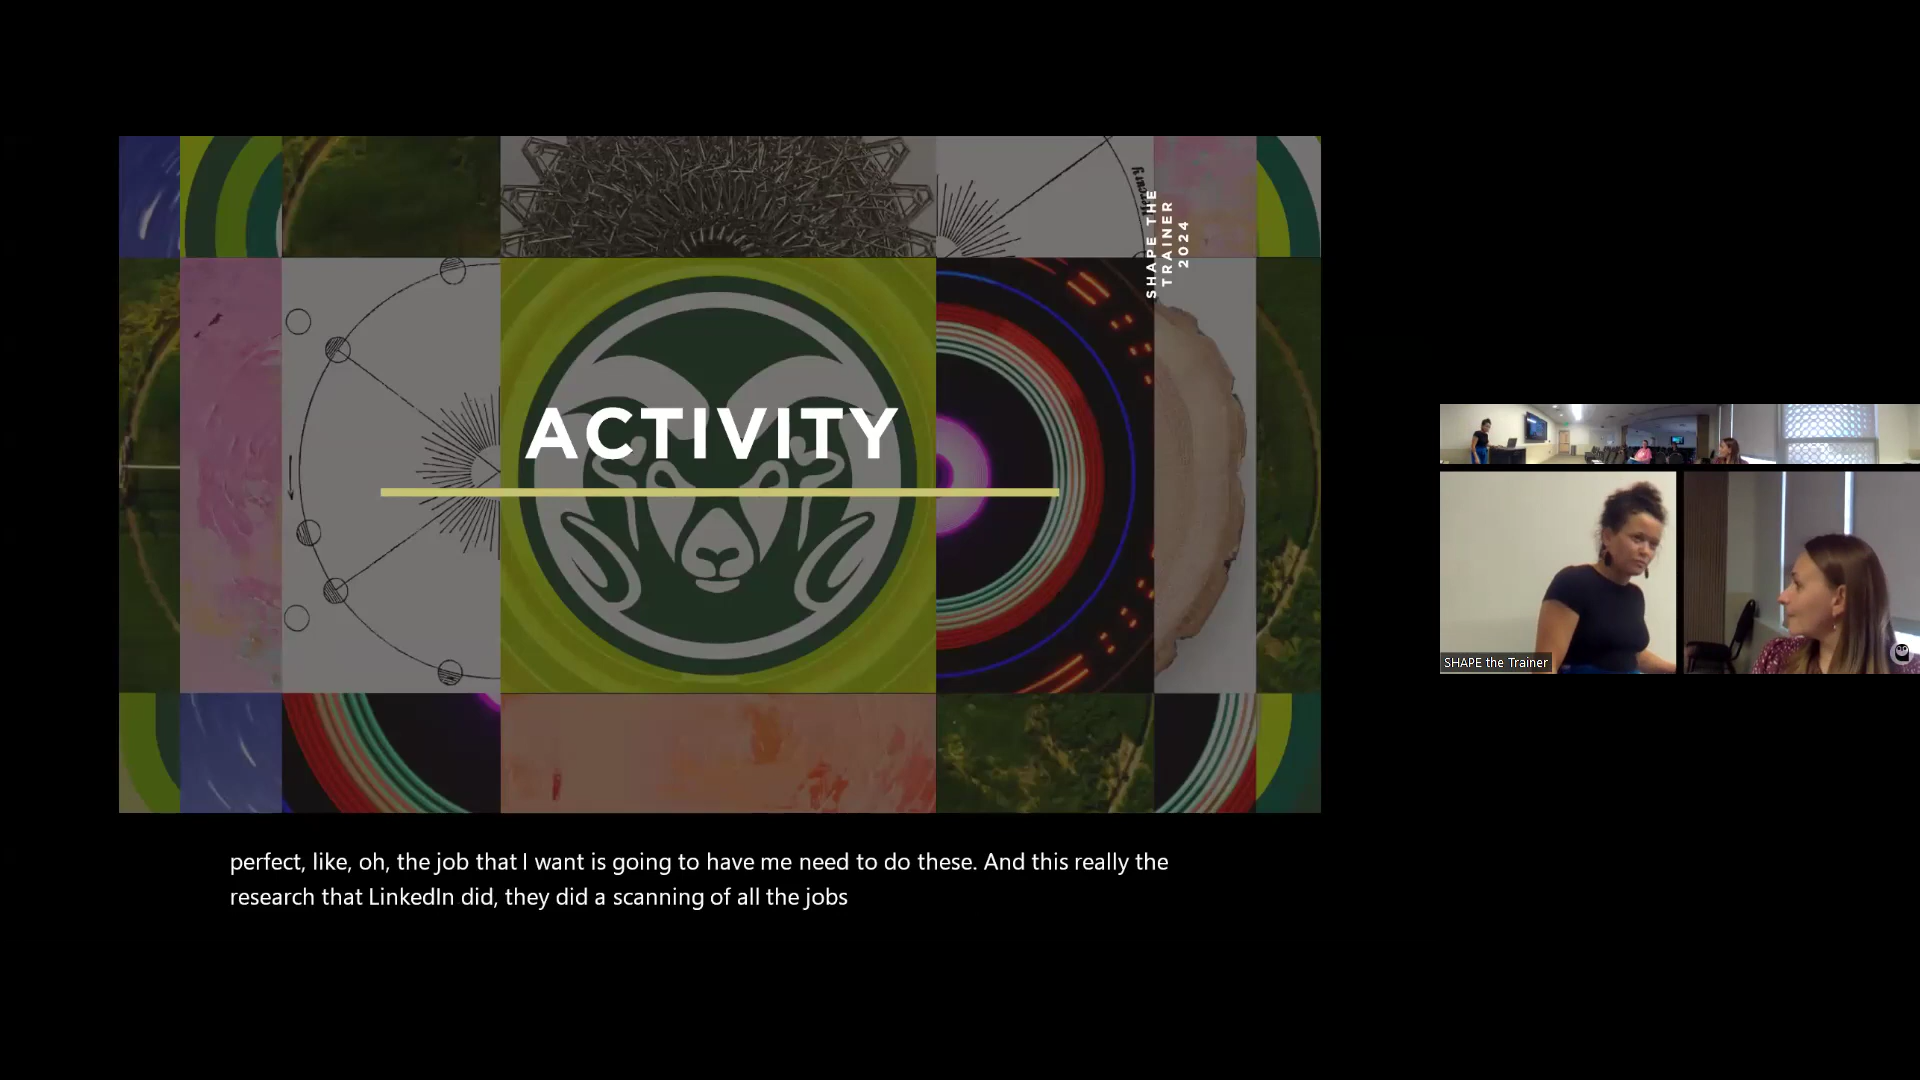 Mercury
SHAPE THE
TRAINER
2024
ACTIVITY
SHAPE the Trainer
perfect, like, oh, the job that I want is going to have me need to do these. And this really the
research that LinkedIn did, they did a scanning of all the jobs